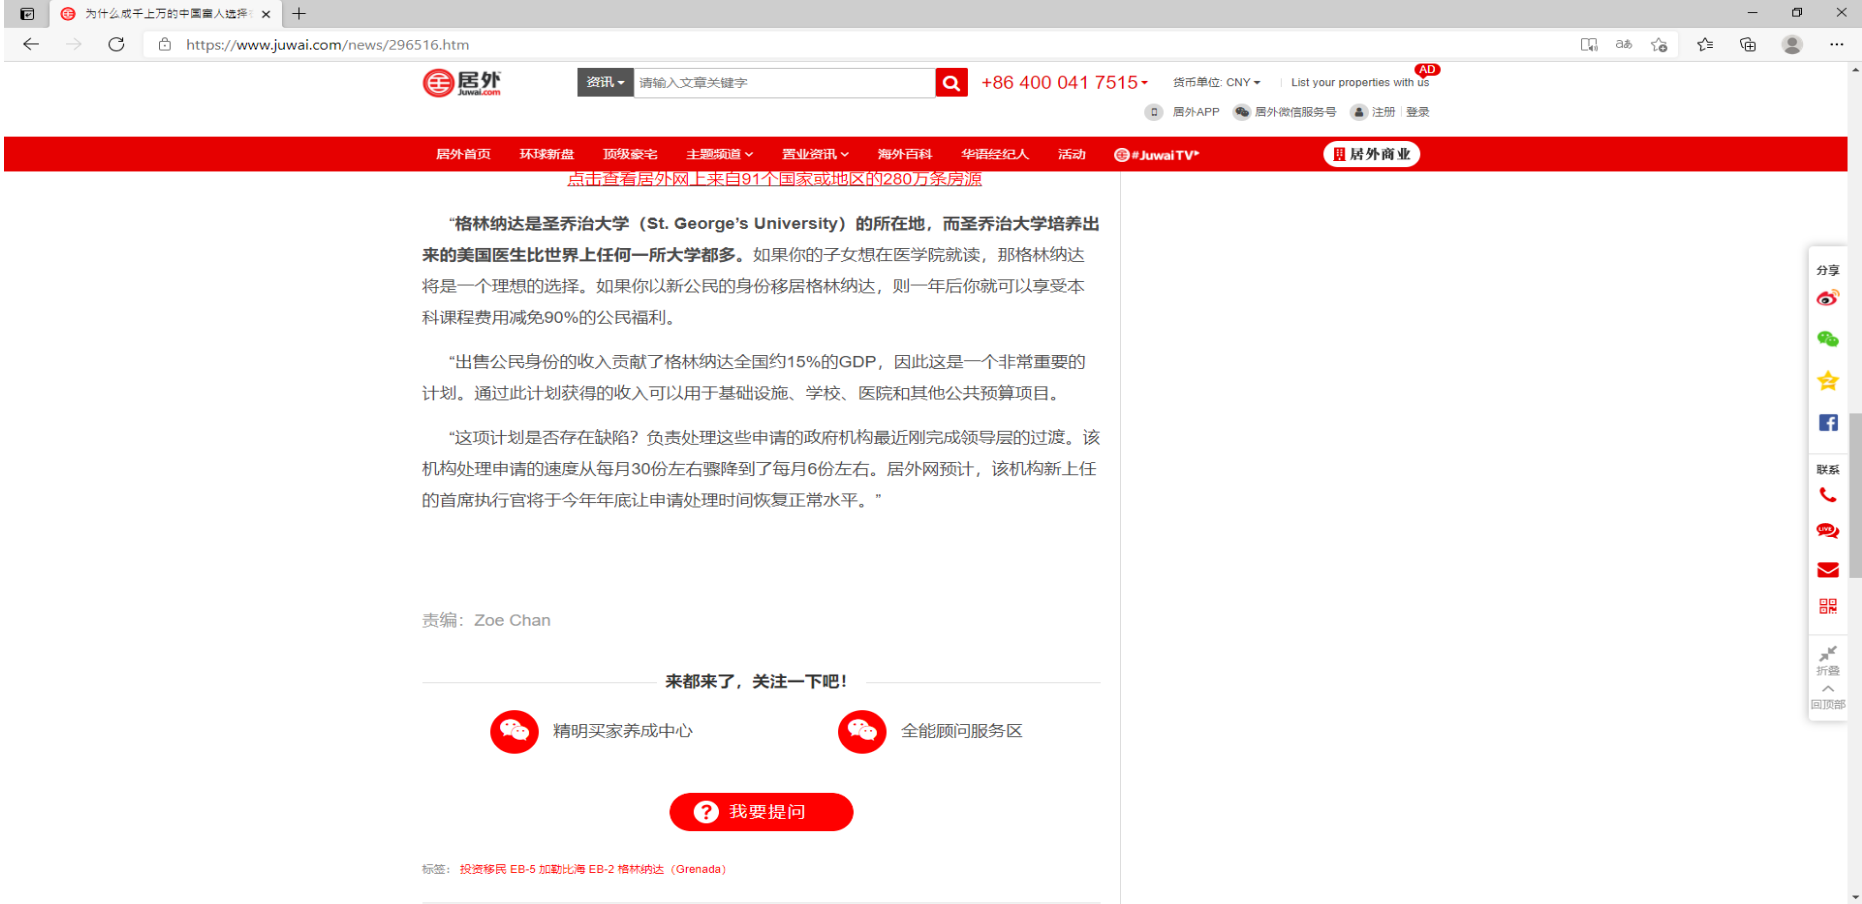 为什么成千上万的中国富人选择
https://www.juwai.com/news/296516.htm
居外
Juwai.com
资讯
请输入文章关键字
+86 400 041 7515
货币单位: CNY
List your properties with us
AD
居外APP
居外微信服务号
注册
登录
居外首页
环球新盘
顶级豪宅
主题频道
置业资讯
海外百科
华语经纪人
活动
#JuwaiTV
居外商业
点击查看居外网上来自91个国家或地区的280万条房源
“格林纳达是圣乔治大学（St. George’s University）的所在地，而圣乔治大学培养出
来的美国医生比世界上任何一所大学都多。如果你的子女想在医学院就读，那格林纳达
将是一个理想的选择。如果你以新公民的身份移居格林纳达，则一年后你就可以享受本
科课程费用减免90%的公民福利。
“出售公民身份的收入贡献了格林纳达全国约15%的GDP，因此这是一个非常重要的
计划。通过此计划获得的收入可以用于基础设施、学校、医院和其他公共预算项目。
“这项计划是否存在缺陷？负责处理这些申请的政府机构最近刚完成领导层的过渡。该
机构处理申请的速度从每月30份左右骤降到了每月6份左右。居外网预计，该机构新上任
的首席执行官将于今年年底让申请处理时间恢复正常水平。”
责编：Zoe Chan
来都来了，关注一下吧！
精明买家养成中心
全能顾问服务区
我要提问
标签： 投资移民 EB-5 加勒比海 EB-2 格林纳达（Grenada）
分享
联系
LIVE
折叠
回顶部